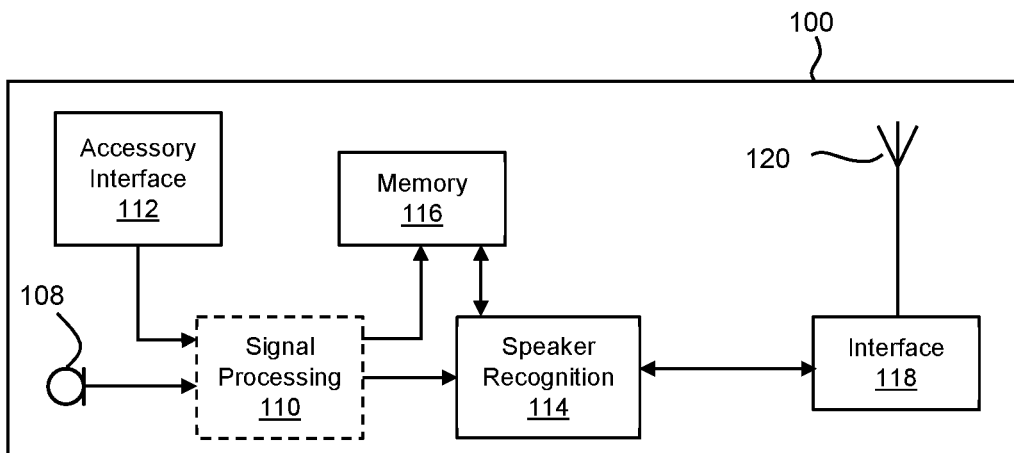 100
Accessory
Interface
112
Memory
116
120
108
Signal
Processing
110
Speaker
Recognition
114
Interface
118